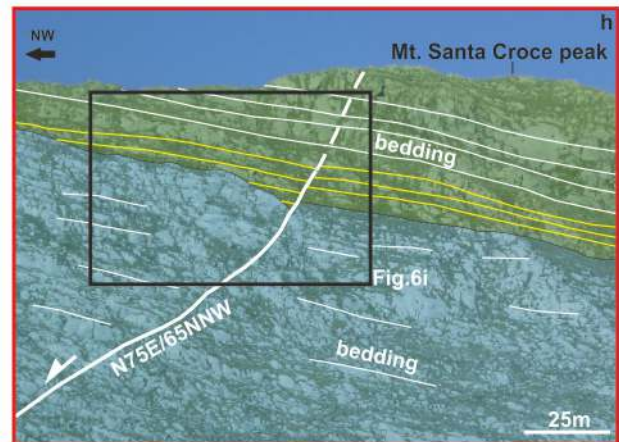 h
NW
Mt. Santa Croce peak
bedding
Fig.6i
N75E/65NNW
bedding
25m